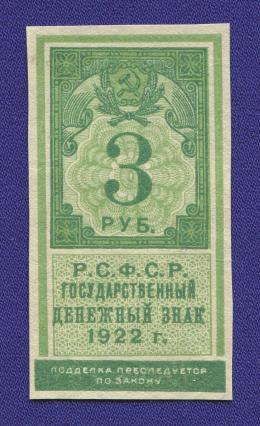 3
РУБ.
Р.С.Ф.С.Р.
ГОСУДАРСТВЕННЫЙ
ДЕНЕЖНЫЙ ЗНАК
1922 г.
ПОДДЕЛКА ПРЕСЛЕДУЕТСЯ
ПО ЗАКОНУ